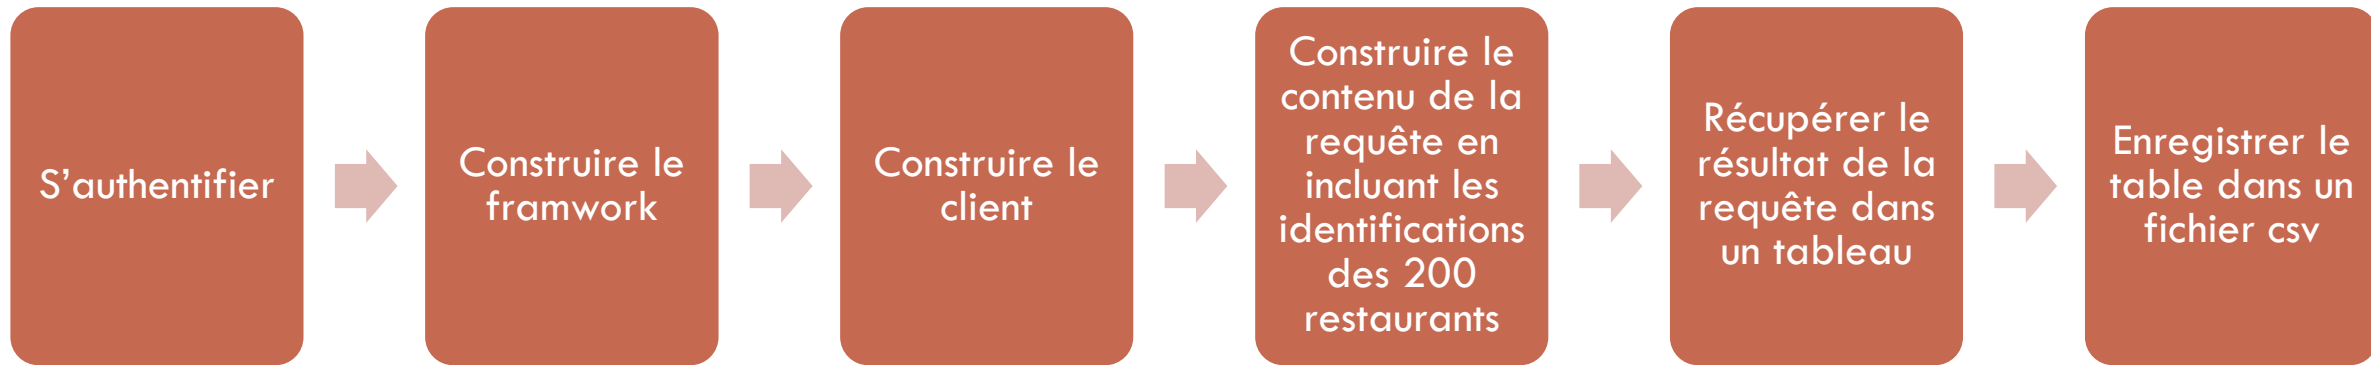 S'authentifier
Construire le
framwork
Construire le
client
Construire le
contenu de la
requête en
incluant les
identifications
des 200
restaurants
Récupérer le
résultat de la
requête dans
un tableau
Enregistrer le
table dans un
fichier csv